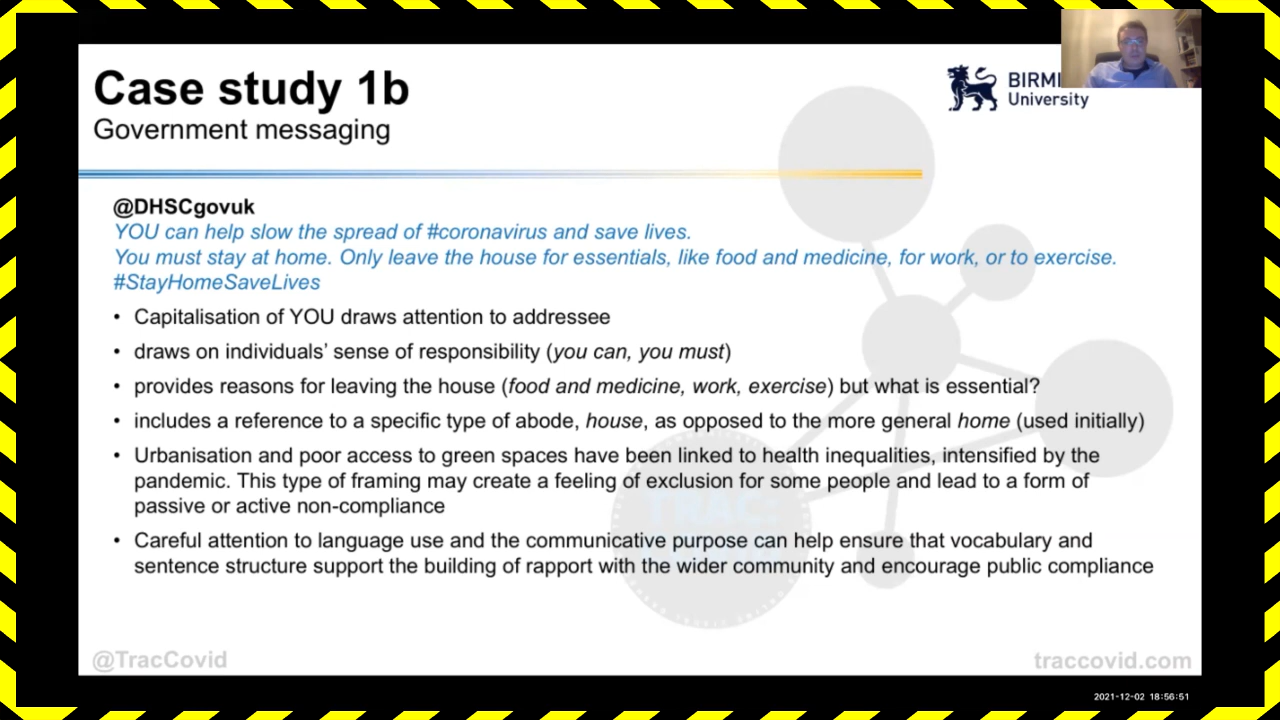 Case study 1b
Government messaging
BIRM
University
@DHSCgovuk
YOU can help slow the spread of #coronavirus and save lives.
You must stay at home. Only leave the house for essentials, like food and medicine, for work, or to exercise.
#StayHomeSaveLives
• Capitalisation of YOU draws attention to addressee
• draws on individuals’ sense of responsibility (you can, you must)
• provides reasons for leaving the house (food and medicine, work, exercise) but what is essential?
• includes a reference to a specific type of abode, house, as opposed to the more general home (used initially)
• Urbanisation and poor access to green spaces have been linked to health inequalities, intensified by the
pandemic. This type of framing may create a feeling of exclusion for some people and lead to a form of
passive or active non-compliance
• Careful attention to language use and the communicative purpose can help ensure that vocabulary and
sentence structure support the building of rapport with the wider community and encourage public compliance
TRAC:
@TracCovid
traccovid.com
2021-12-02 18:56:51